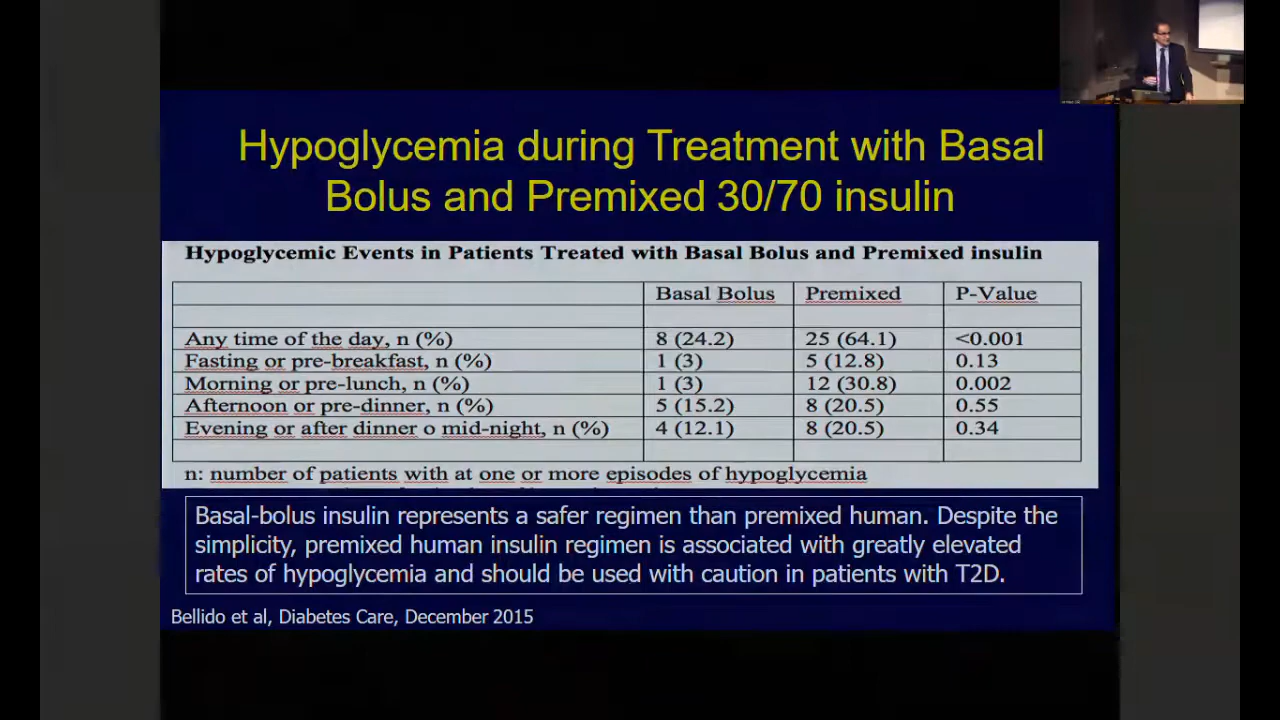 Hypoglycemia during Treatment with Basal
Bolus and Premixed 30/70 insulin
Hypoglycemic Events in Patients Treated with Basal Bolus and Premixed insulin
Basal Bolus Premixed P-Value
Any time of the day, n (%) 8 (24.2) 25 (64.1) <0.001
Fasting or pre-breakfast, n (%) 1 (3) 5 (12.8) 0.13
Morning or pre-lunch, n (%) 1 (3) 12 (30.8) 0.002
Afternoon or pre-dinner, n (%) 5 (15.2) 8 (20.5) 0.55
Evening or after dinner o mid-night, n (%) 4 (12.1) 8 (20.5) 0.34
n: number of patients with at one or more episodes of hypoglycemia
Basal-bolus insulin represents a safer regimen than premixed human. Despite the
simplicity, premixed human insulin regimen is associated with greatly elevated
rates of hypoglycemia and should be used with caution in patients with T2D.
Bellido et al, Diabetes Care, December 2015